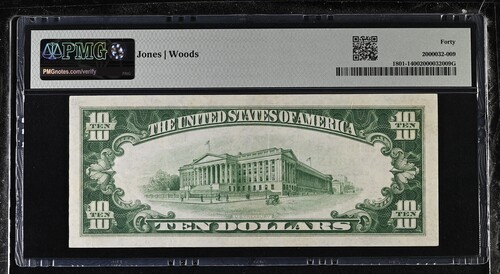 PMG
PMGnotes.com/verify
Jones | Woods
Forty
2000032-009
1801-14002000032009G
THE UNITED STATES OF AMERICA
10
TEN
10
TEN
10
TEN
10
TEN
TEN DOLLARS